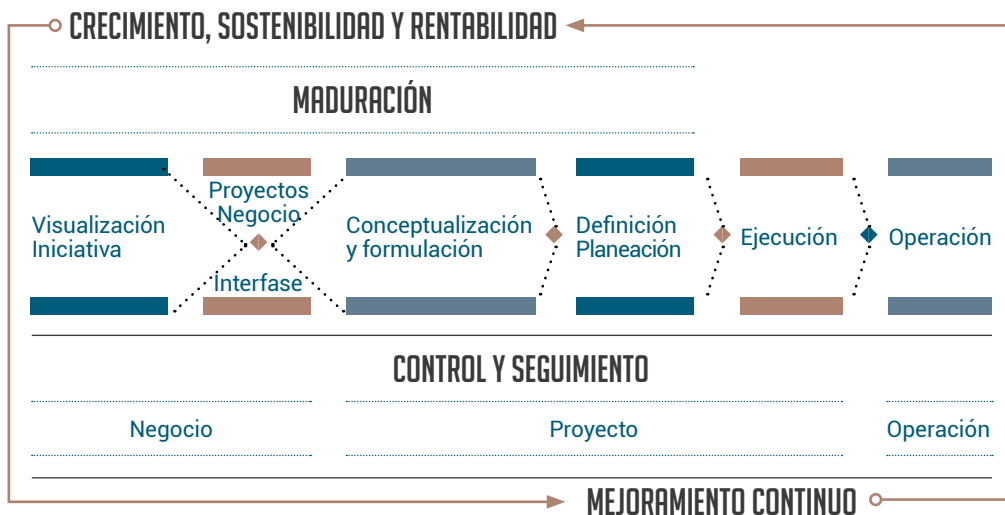 CRECIMIENTO, SOSTENIBILIDAD Y RENTABILIDAD
MADURACIÓN
Visualización
Iniciativa
Proyectos
Negocio
Interfase
Conceptualización
y formulación
Definición
Planeación
Ejecución
Operación
CONTROL Y SEGUIMIENTO
Negocio
Proyecto
Operación
MEJORAMIENTO CONTINUO